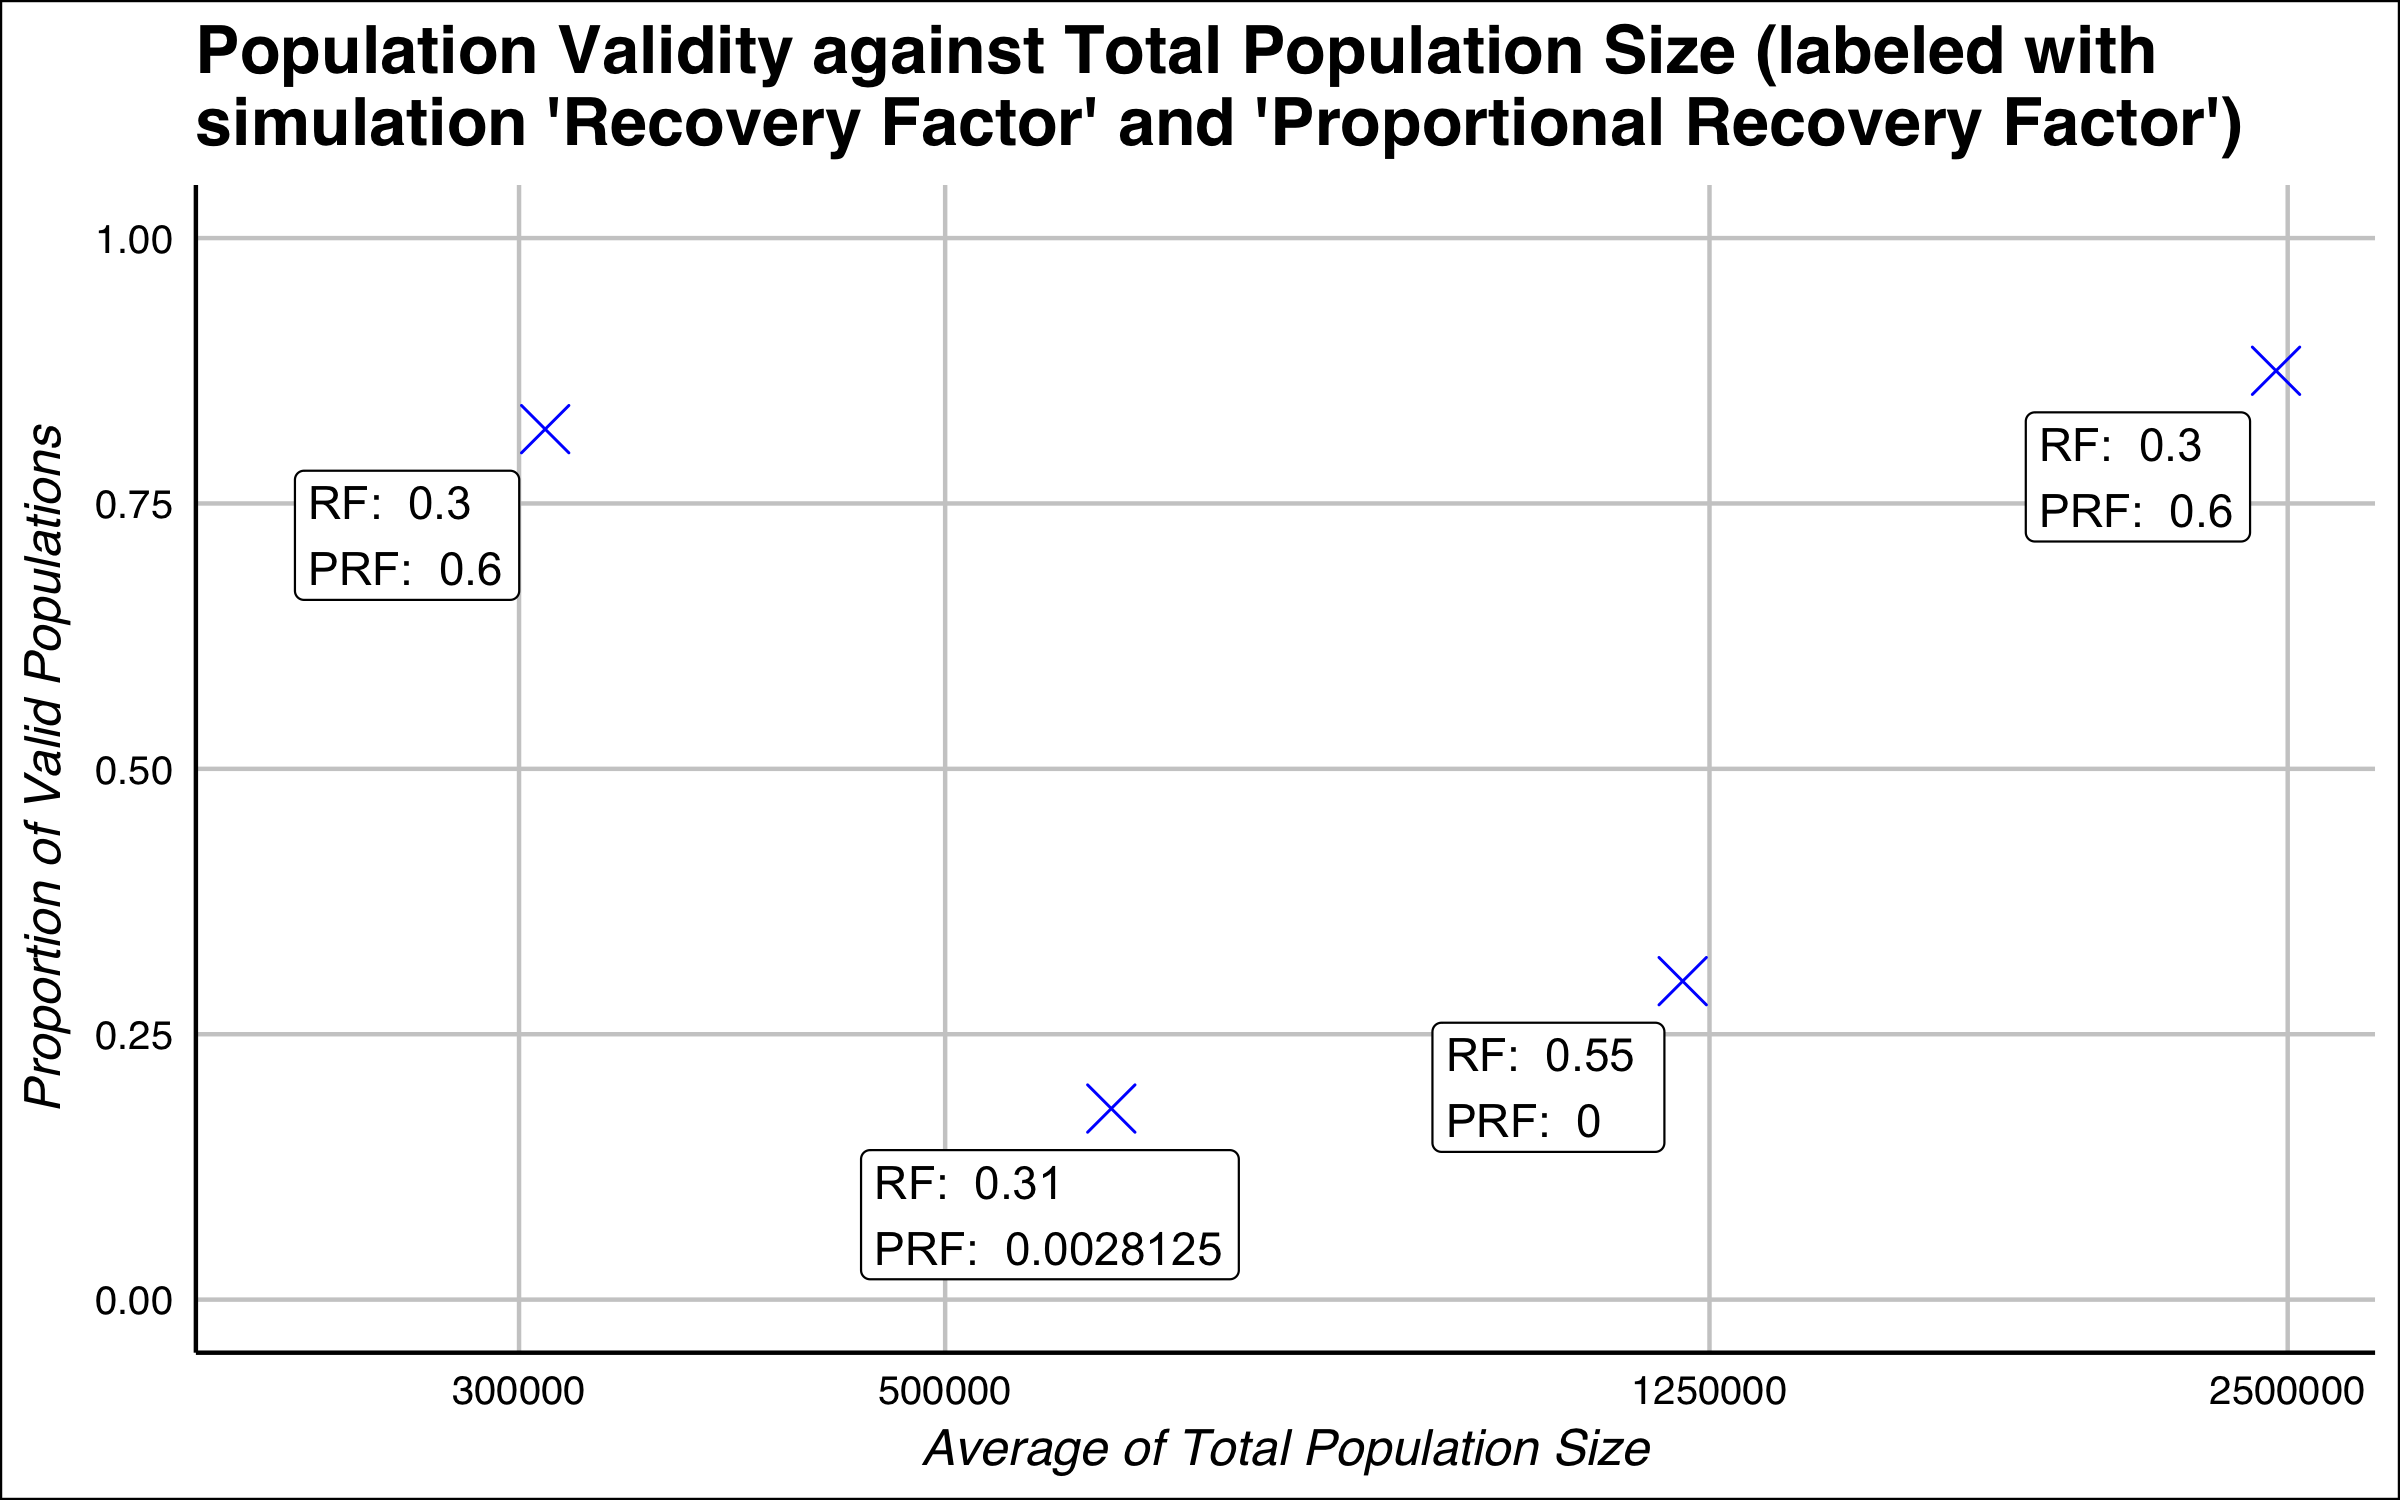 Population Validity against Total Population Size (labeled with
simulation 'Recovery Factor' and 'Proportional Recovery Factor')
Proportion of Valid Populations
1.00
0.75
0.50
0.25
0.00
RF: 0.3
PRF: 0.6
RF: 0.3
PRF: 0.6
RF: 0.55
PRF: 0
RF: 0.31
PRF: 0.0028125
300000
500000
1250000
2500000
Average of Total Population Size